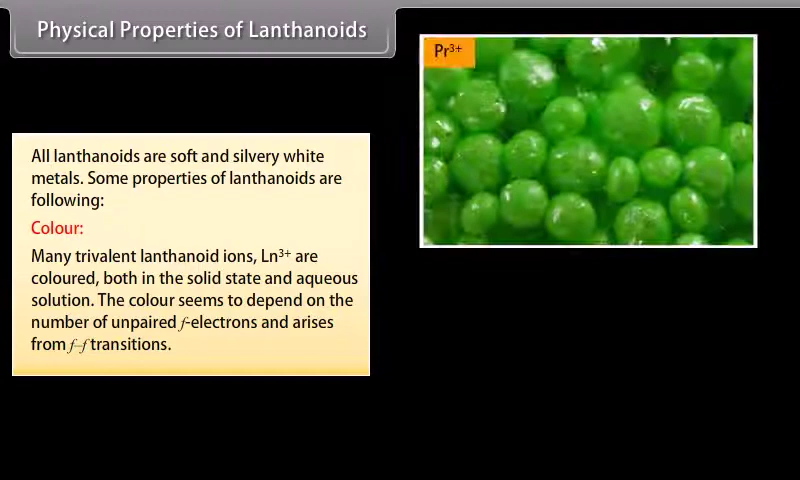 Physical Properties of Lanthanoids
Pr³⁺
All lanthanoids are soft and silvery white
metals. Some properties of lanthanoids are
following:
Colour:
Many trivalent lanthanoid ions, Ln³⁺ are
coloured, both in the solid state and aqueous
solution. The colour seems to depend on the
number of unpaired f-electrons and arises
from f–f transitions.